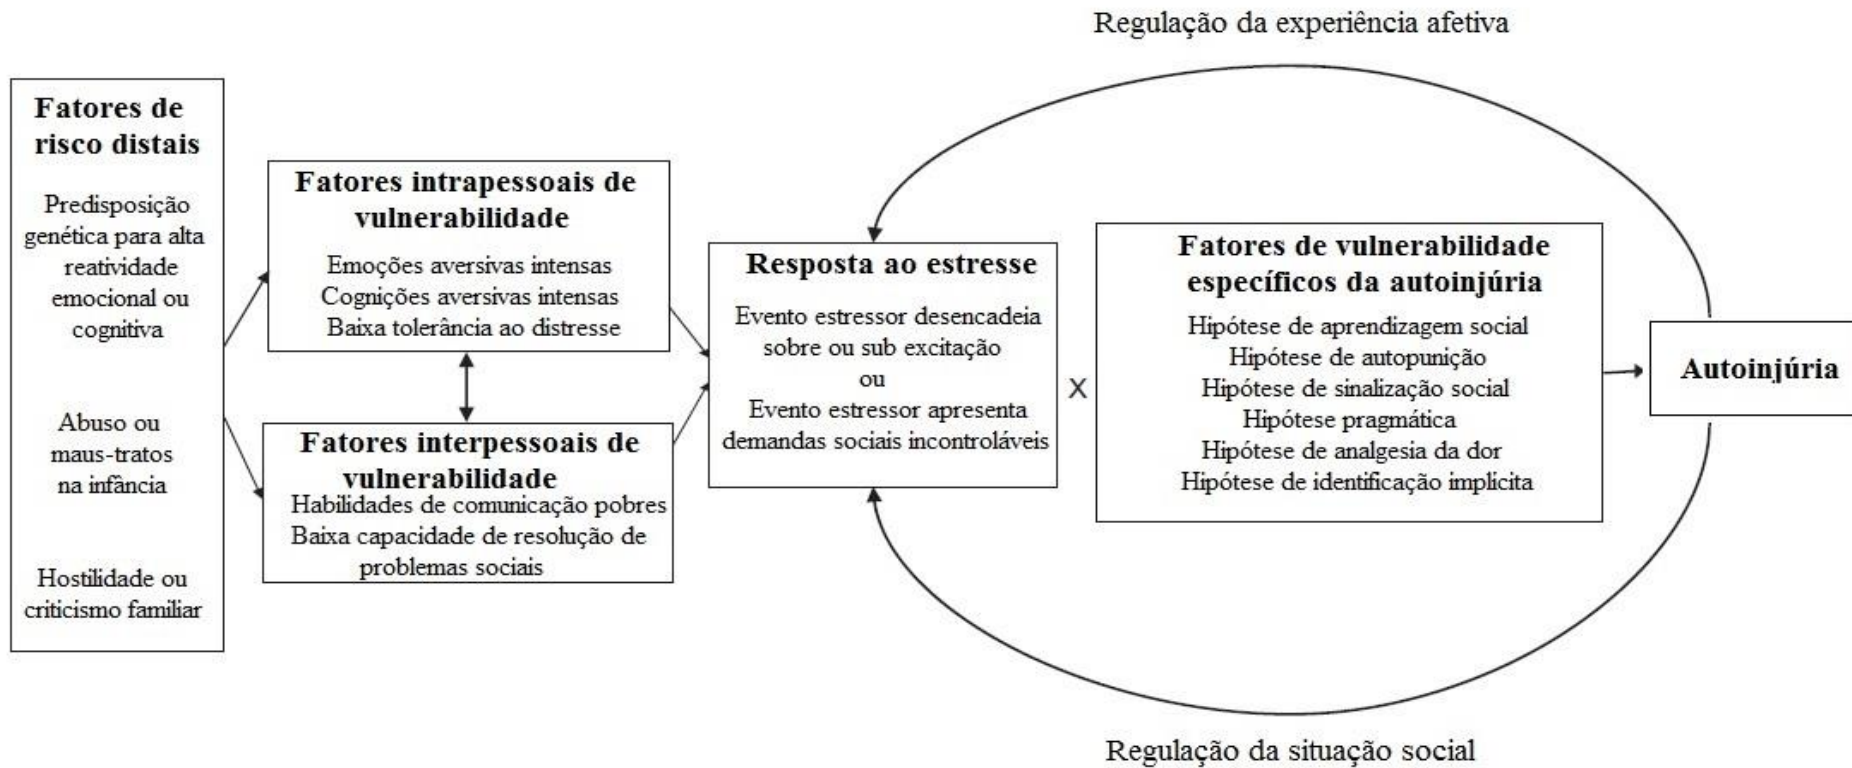 Regulação da experiência afetiva
Fatores de
risco distais
Predisposição
genética para alta
reatividade
emocional ou
cognitiva
Abuso ou
maus-tratos
na infância
Hostilidade ou
criticismo familiar
Fatores intrapessoais de
vulnerabilidade
Emoções aversivas intensas
Cognições aversivas intensas
Baixa tolerância ao distresse
Fatores interpessoais de
vulnerabilidade
Habilidades de comunicação pobres
Baixa capacidade de resolução de
problemas sociais
Resposta ao estresse
Evento estressor desencadeia
sobre ou sub excitação
ou
Evento estressor apresenta
demandas sociais incontroláveis
X
Fatores de vulnerabilidade
específicos da autoinjúria
Hipótese de aprendizagem social
Hipótese de autopunição
Hipótese de sinalização social
Hipótese pragmática
Hipótese de analgesia da dor
Hipótese de identificação implícita
Autoinjúria
Regulação da situação social